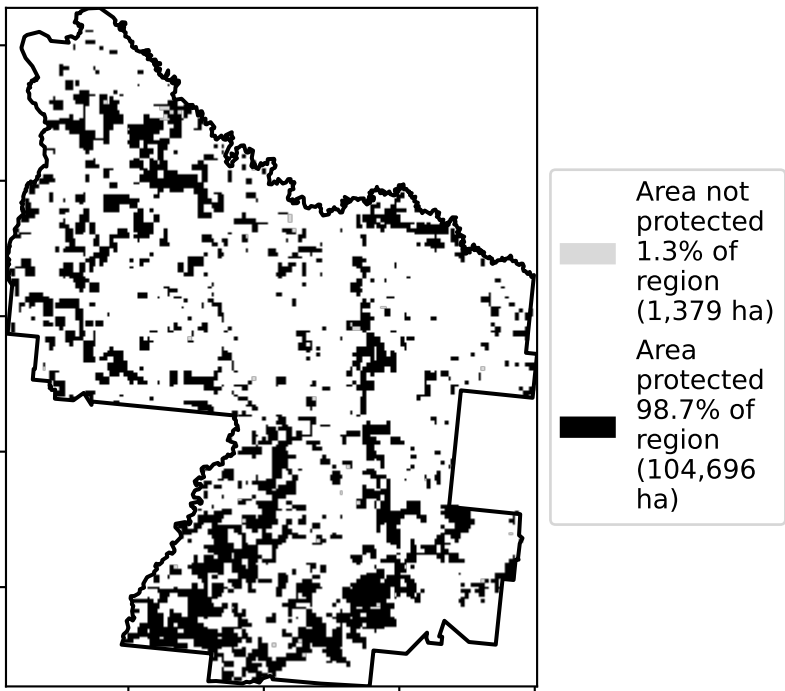 Area not
protected
1.3% of
region
(1,379 ha)
Area
protected
98.7% of
region
(104,696
ha)